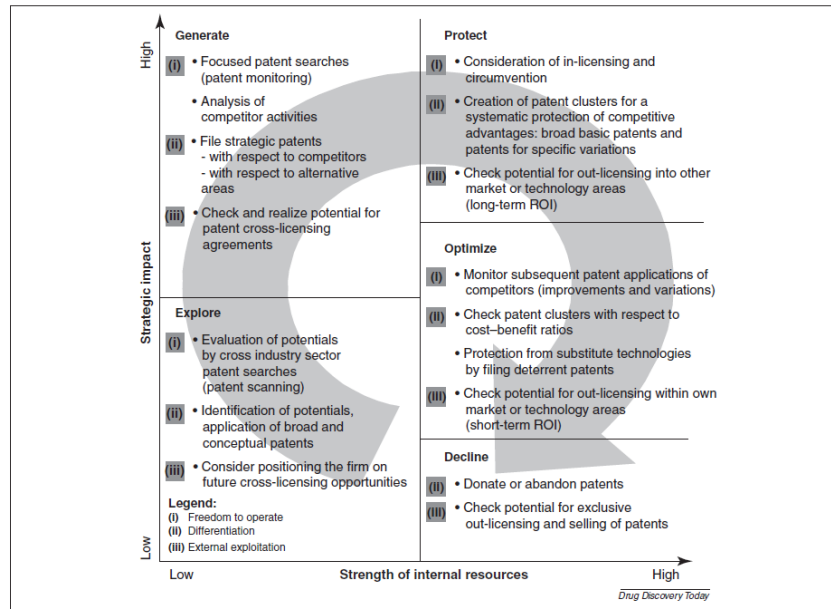 High
Strategic impact
Low
Generate
(i) • Focused patent searches
(patent monitoring)
• Analysis of
competitor activities
(ii) • File strategic patents
- with respect to competitors
- with respect to alternative
areas
(iii) • Check and realize potential for
patent cross-licensing
agreements
Explore
(i) • Evaluation of potentials
by cross industry sector
patent searches
(patent scanning)
(ii) • Identification of potentials,
application of broad and
conceptual patents
(iii) • Consider positioning the firm on
future cross-licensing opportunities
Legend:
(i) Freedom to operate
(ii) Differentiation
(iii) External exploitation
Protect
(I) • Consideration of in-licensing and
circumvention
(II) • Creation of patent clusters for a
systematic protection of competitive
advantages: broad basic patents and
patents for specific variations
(III) • Check potential for out-licensing into other
market or technology areas
(long-term ROI)
Optimize
(I) • Monitor subsequent patent applications of
competitors (improvements and variations)
(II) • Check patent clusters with respect to
cost–benefit ratios
• Protection from substitute technologies
by filing deterrent patents
(III) • Check potential for out-licensing within own
market or technology areas
(short-term ROI)
Decline
(II) • Donate or abandon patents
(III) • Check potential for exclusive
out-licensing and selling of patents
Low Strength of internal resources High
Drug Discovery Today